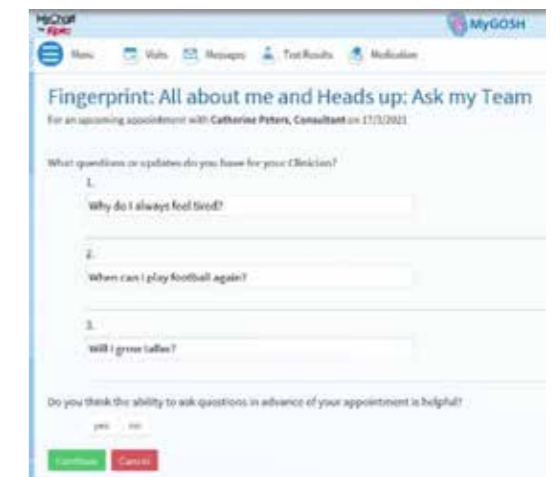 MyChart
Epic
MyGOSH
Menu Visits Messages Test Results Medication
Fingerprint: All about me and Heads up: Ask my Team
For an upcoming appointment with Catherine Peters, Consultant on 17/3/2021
What questions or updates do you have for your Clinician?
1.
Why do I always feel tired?
2.
When can I play football again?
3.
Will I grow taller?
Do you think the ability to ask questions in advance of your appointment is helpful?
yes no
Continue Cancel